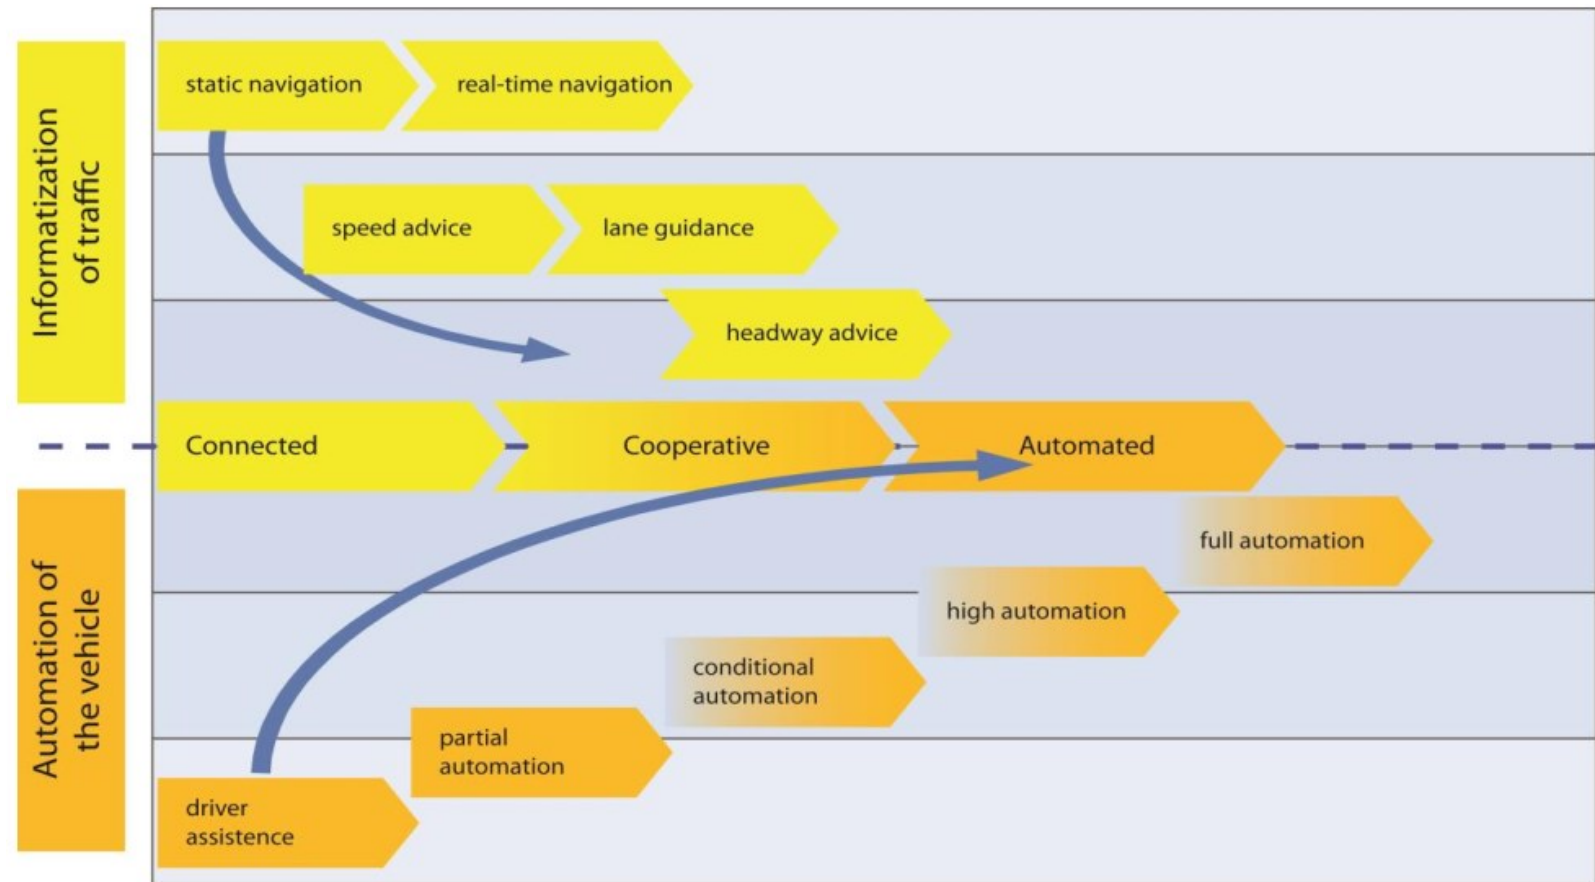 Informatization
of traffic
static navigation
real-time navigation
speed advice
lane guidance
headway advice
Connected
Cooperative
Automated
Automation of
the vehicle
full automation
high automation
conditional
automation
partial
automation
driver
assistence